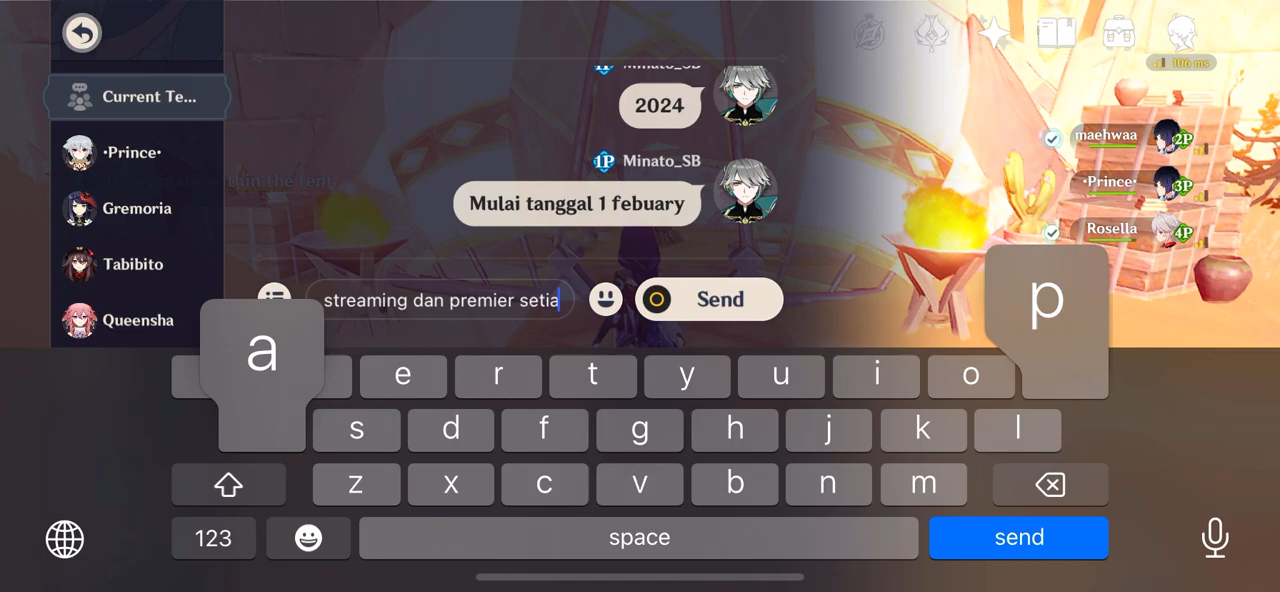 Current Te...
•Prince•
Gremoria
Tabibito
Queensha
Minato_SB
2024
1P Minato_SB
Mulai tanggal 1 febuary
streaming dan premier setia
Send
106 ms
maehwaa 2P
•Prince• 3P
Rosella 4P
a
p
e r t y u i o
s d f g h j k l
z x c v b n m
123
space
send